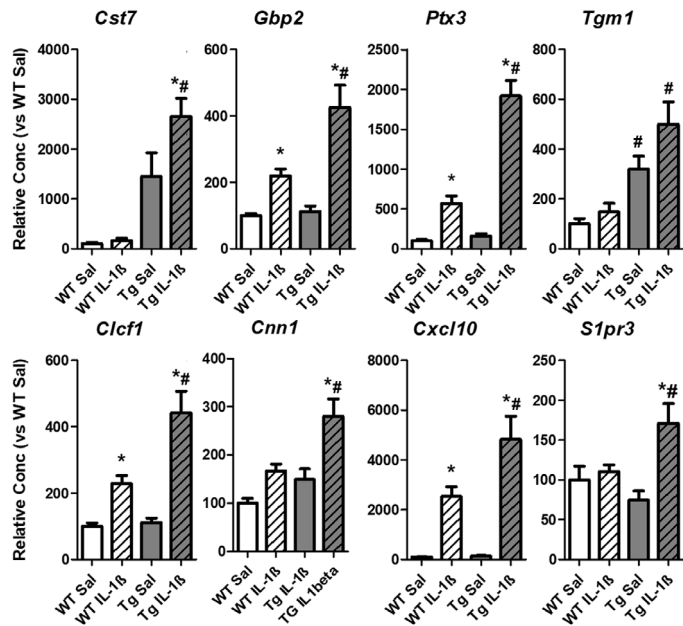 Cst7
Gbp2
Ptx3
Tgm1
Relative Conc (vs WT Sal)
4000
3000
2000
1000
0
*#
WT Sal
WT IL-1ß
Tg Sal
Tg IL-1ß
600
400
200
0
*
*#
WT Sal
WT IL-1ß
Tg Sal
Tg IL-1ß
2500
2000
1500
1000
500
0
*
*#
WT Sal
WT IL-1ß
Tg Sal
Tg IL-1ß
800
600
400
200
0
#
#
WT Sal
WT IL-1ß
Tg Sal
Tg IL-1ß
Clcf1
Cnn1
Cxcl10
S1pr3
Relative Conc (vs WT Sal)
600
400
200
0
*
*#
WT Sal
WT IL-1ß
Tg Sal
Tg IL-1ß
400
300
200
100
0
*#
WT Sal
WT IL-1ß
Tg IL-1ß
TG IL1beta
8000
6000
4000
2000
0
*
*#
WT Sal
WT IL-1ß
Tg Sal
Tg IL-1ß
200
150
100
50
0
*#
WT Sal
WT IL-1ß
Tg Sal
Tg IL-1ß